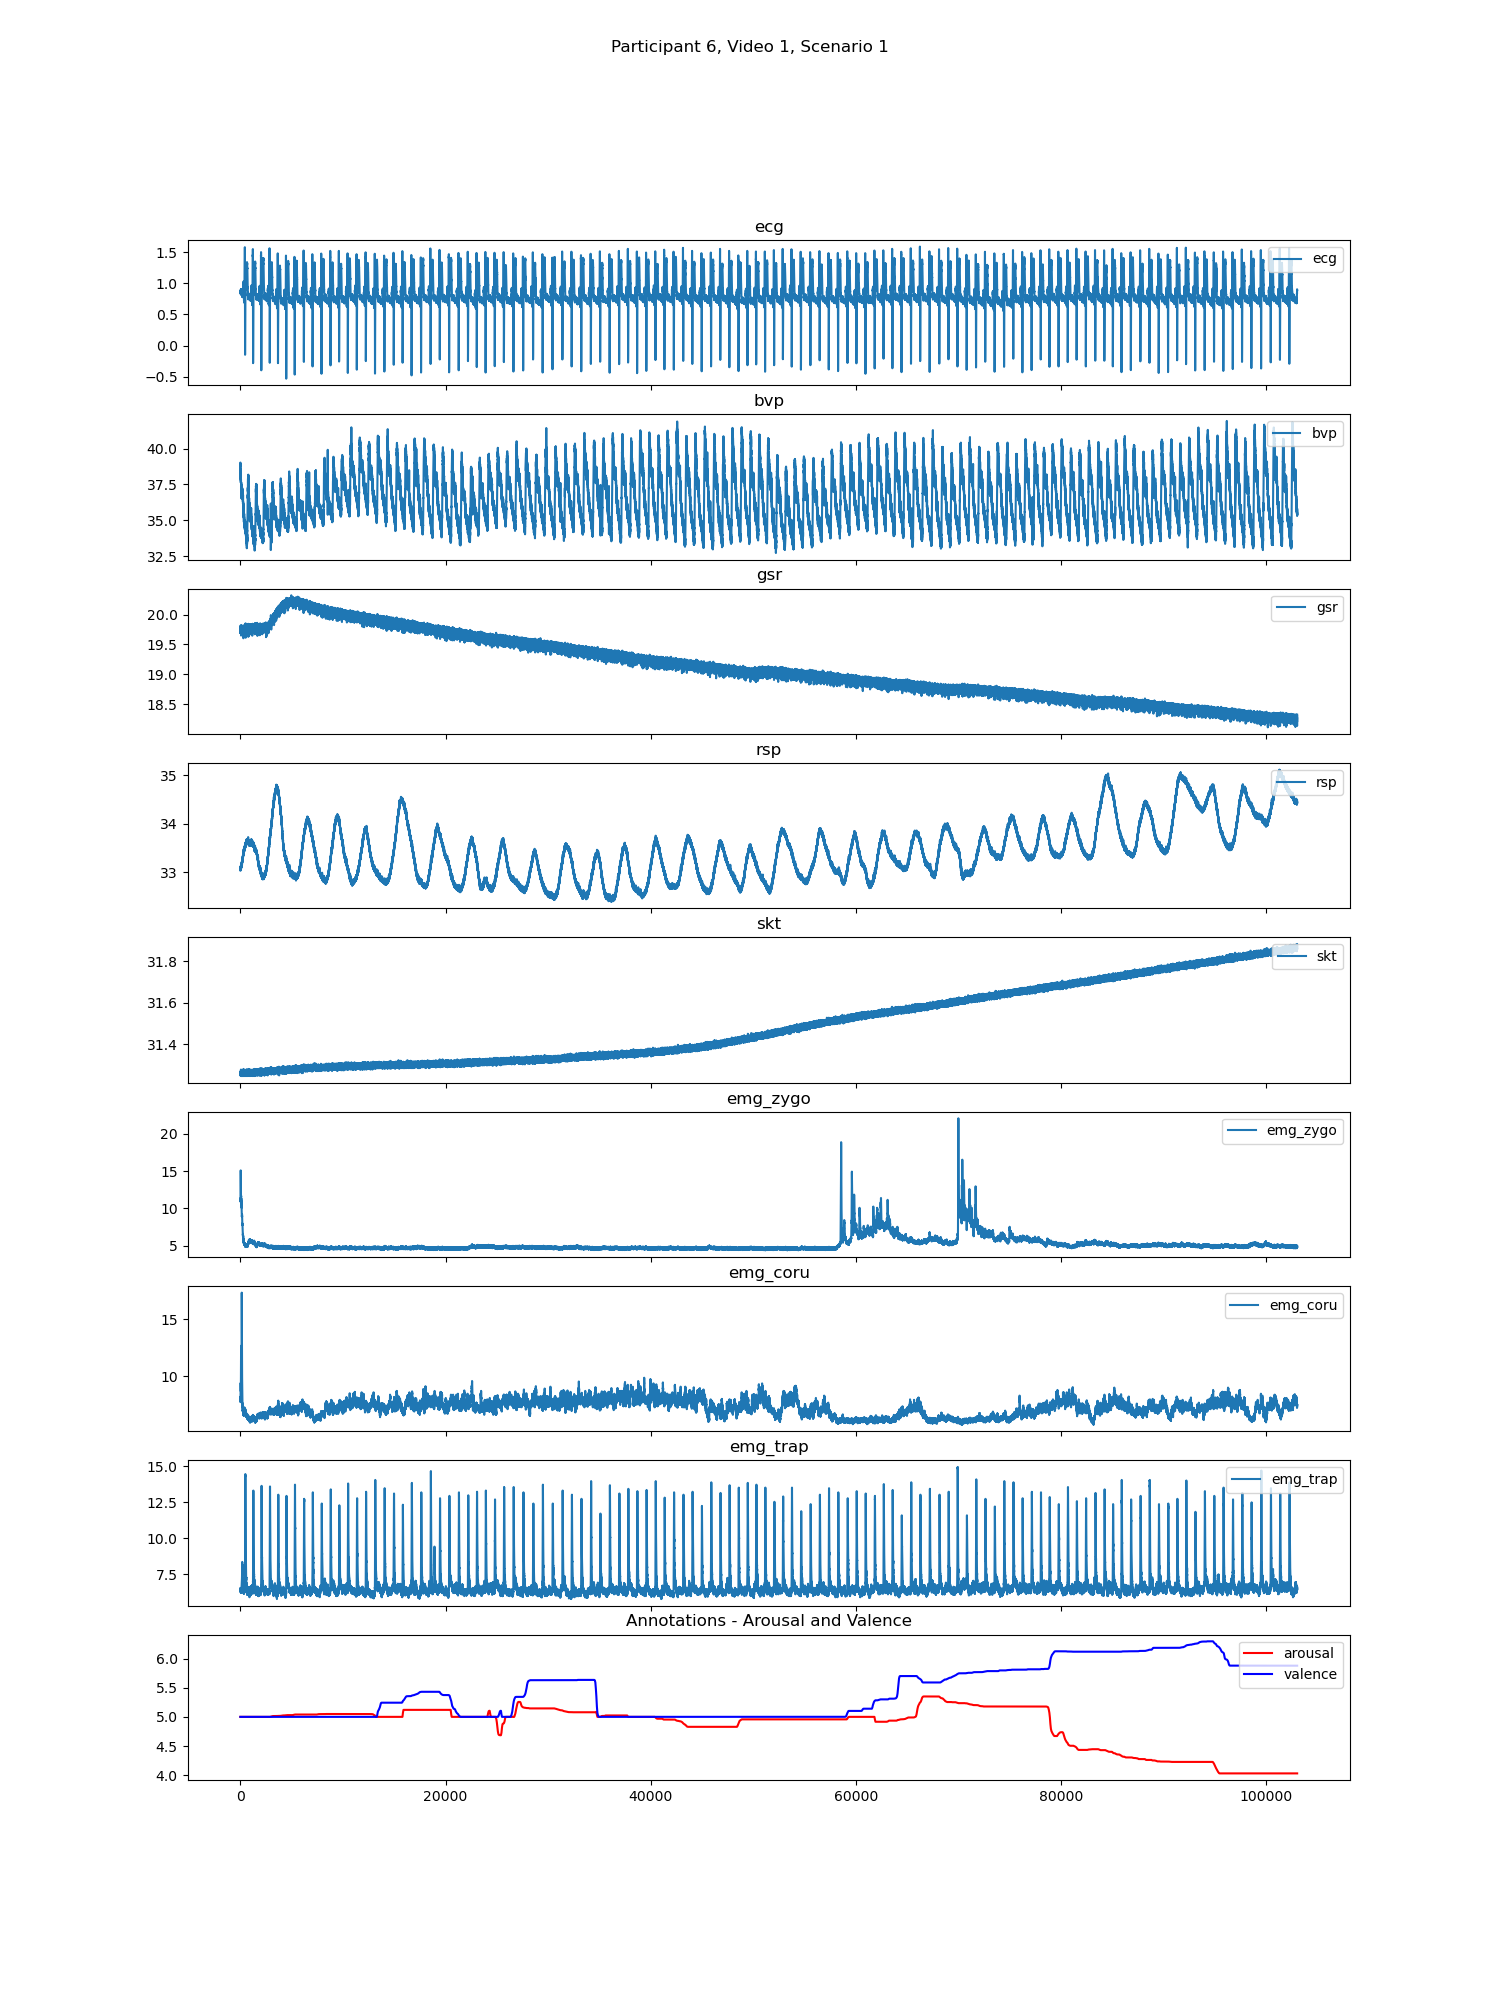 Participant 6, Video 1, Scenario 1
ecg
1.5
1.0
0.5
0.0
−0.5
ecg
bvp
40.0
37.5
35.0
32.5
bvp
gsr
20.0
19.5
19.0
18.5
gsr
rsp
35
34
33
rsp
skt
31.8
31.6
31.4
skt
emg_zygo
20
15
10
5
emg_zygo
emg_coru
15
10
emg_coru
emg_trap
15.0
12.5
10.0
7.5
emg_trap
Annotations - Arousal and Valence
6.0
5.5
5.0
4.5
4.0
arousal
valence
0 20000 40000 60000 80000 100000